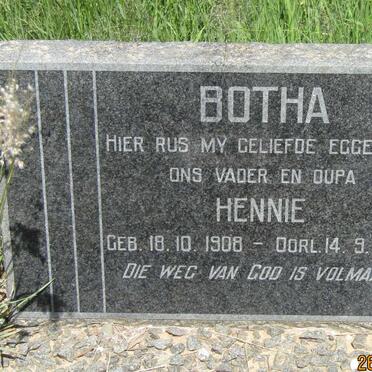 BOTHA
HIER RUS MY GELIEFDE EGGE
ONS VADER EN OUPA
HENNIE
GEB. 18.10.1908 - OORL. 14.9.
DIE WEG VAN GOD IS VOLMA
26